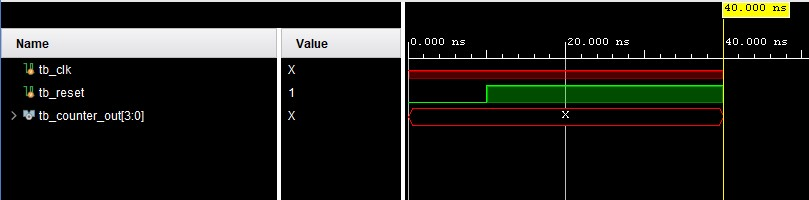 40.000 ns
Name Value
0.000 ns 20.000 ns 40.000 ns
tb_clk X
tb_reset 1
tb_counter_out[3:0] X X